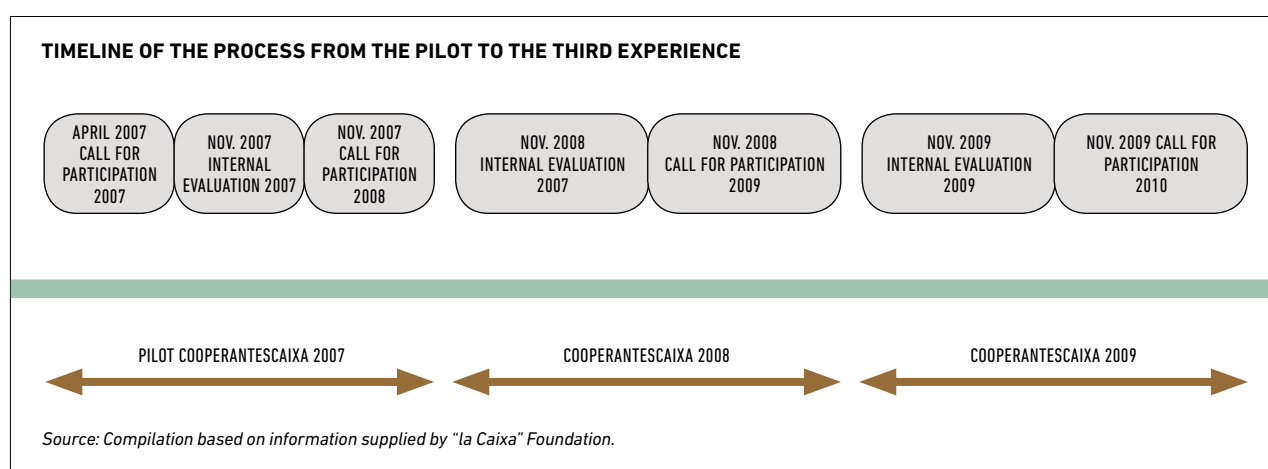 TIMELINE OF THE PROCESS FROM THE PILOT TO THE THIRD EXPERIENCE
APRIL 2007
CALL FOR
PARTICIPATION
2007
NOV. 2007
INTERNAL
EVALUATION 2007
NOV. 2007
CALL FOR
PARTICIPATION
2008
NOV. 2008
INTERNAL EVALUATION
2007
NOV. 2008
CALL FOR PARTICIPATION
2009
NOV. 2009
INTERNAL EVALUATION
2009
NOV. 2009 CALL FOR
PARTICIPATION
2010
PILOT COOPERANTESCAIXA 2007
COOPERANTESCAIXA 2008
COOPERANTESCAIXA 2009
Source: Compilation based on information supplied by “la Caixa” Foundation.